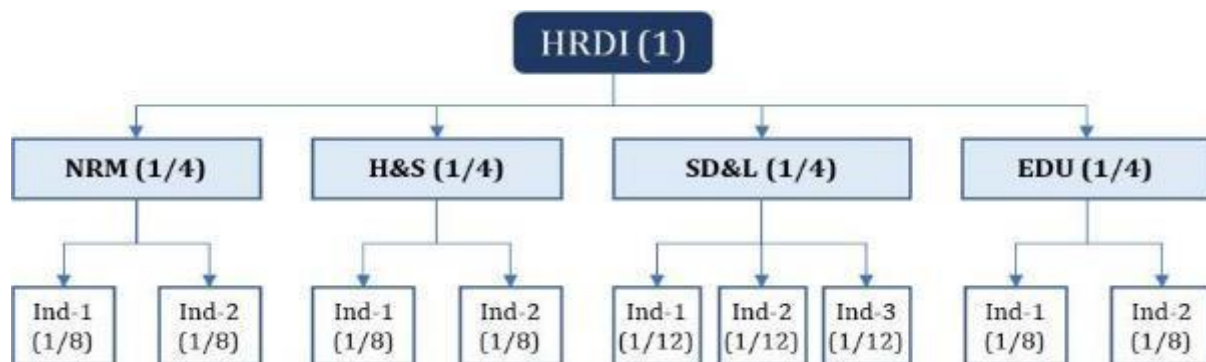 HRDI (1)
NRM (1/4)
H&S (1/4)
SD&L (1/4)
EDU (1/4)
Ind-1
(1/8)
Ind-2
(1/8)
Ind-1
(1/8)
Ind-2
(1/8)
Ind-1
(1/12)
Ind-2
(1/12)
Ind-3
(1/12)
Ind-1
(1/8)
Ind-2
(1/8)